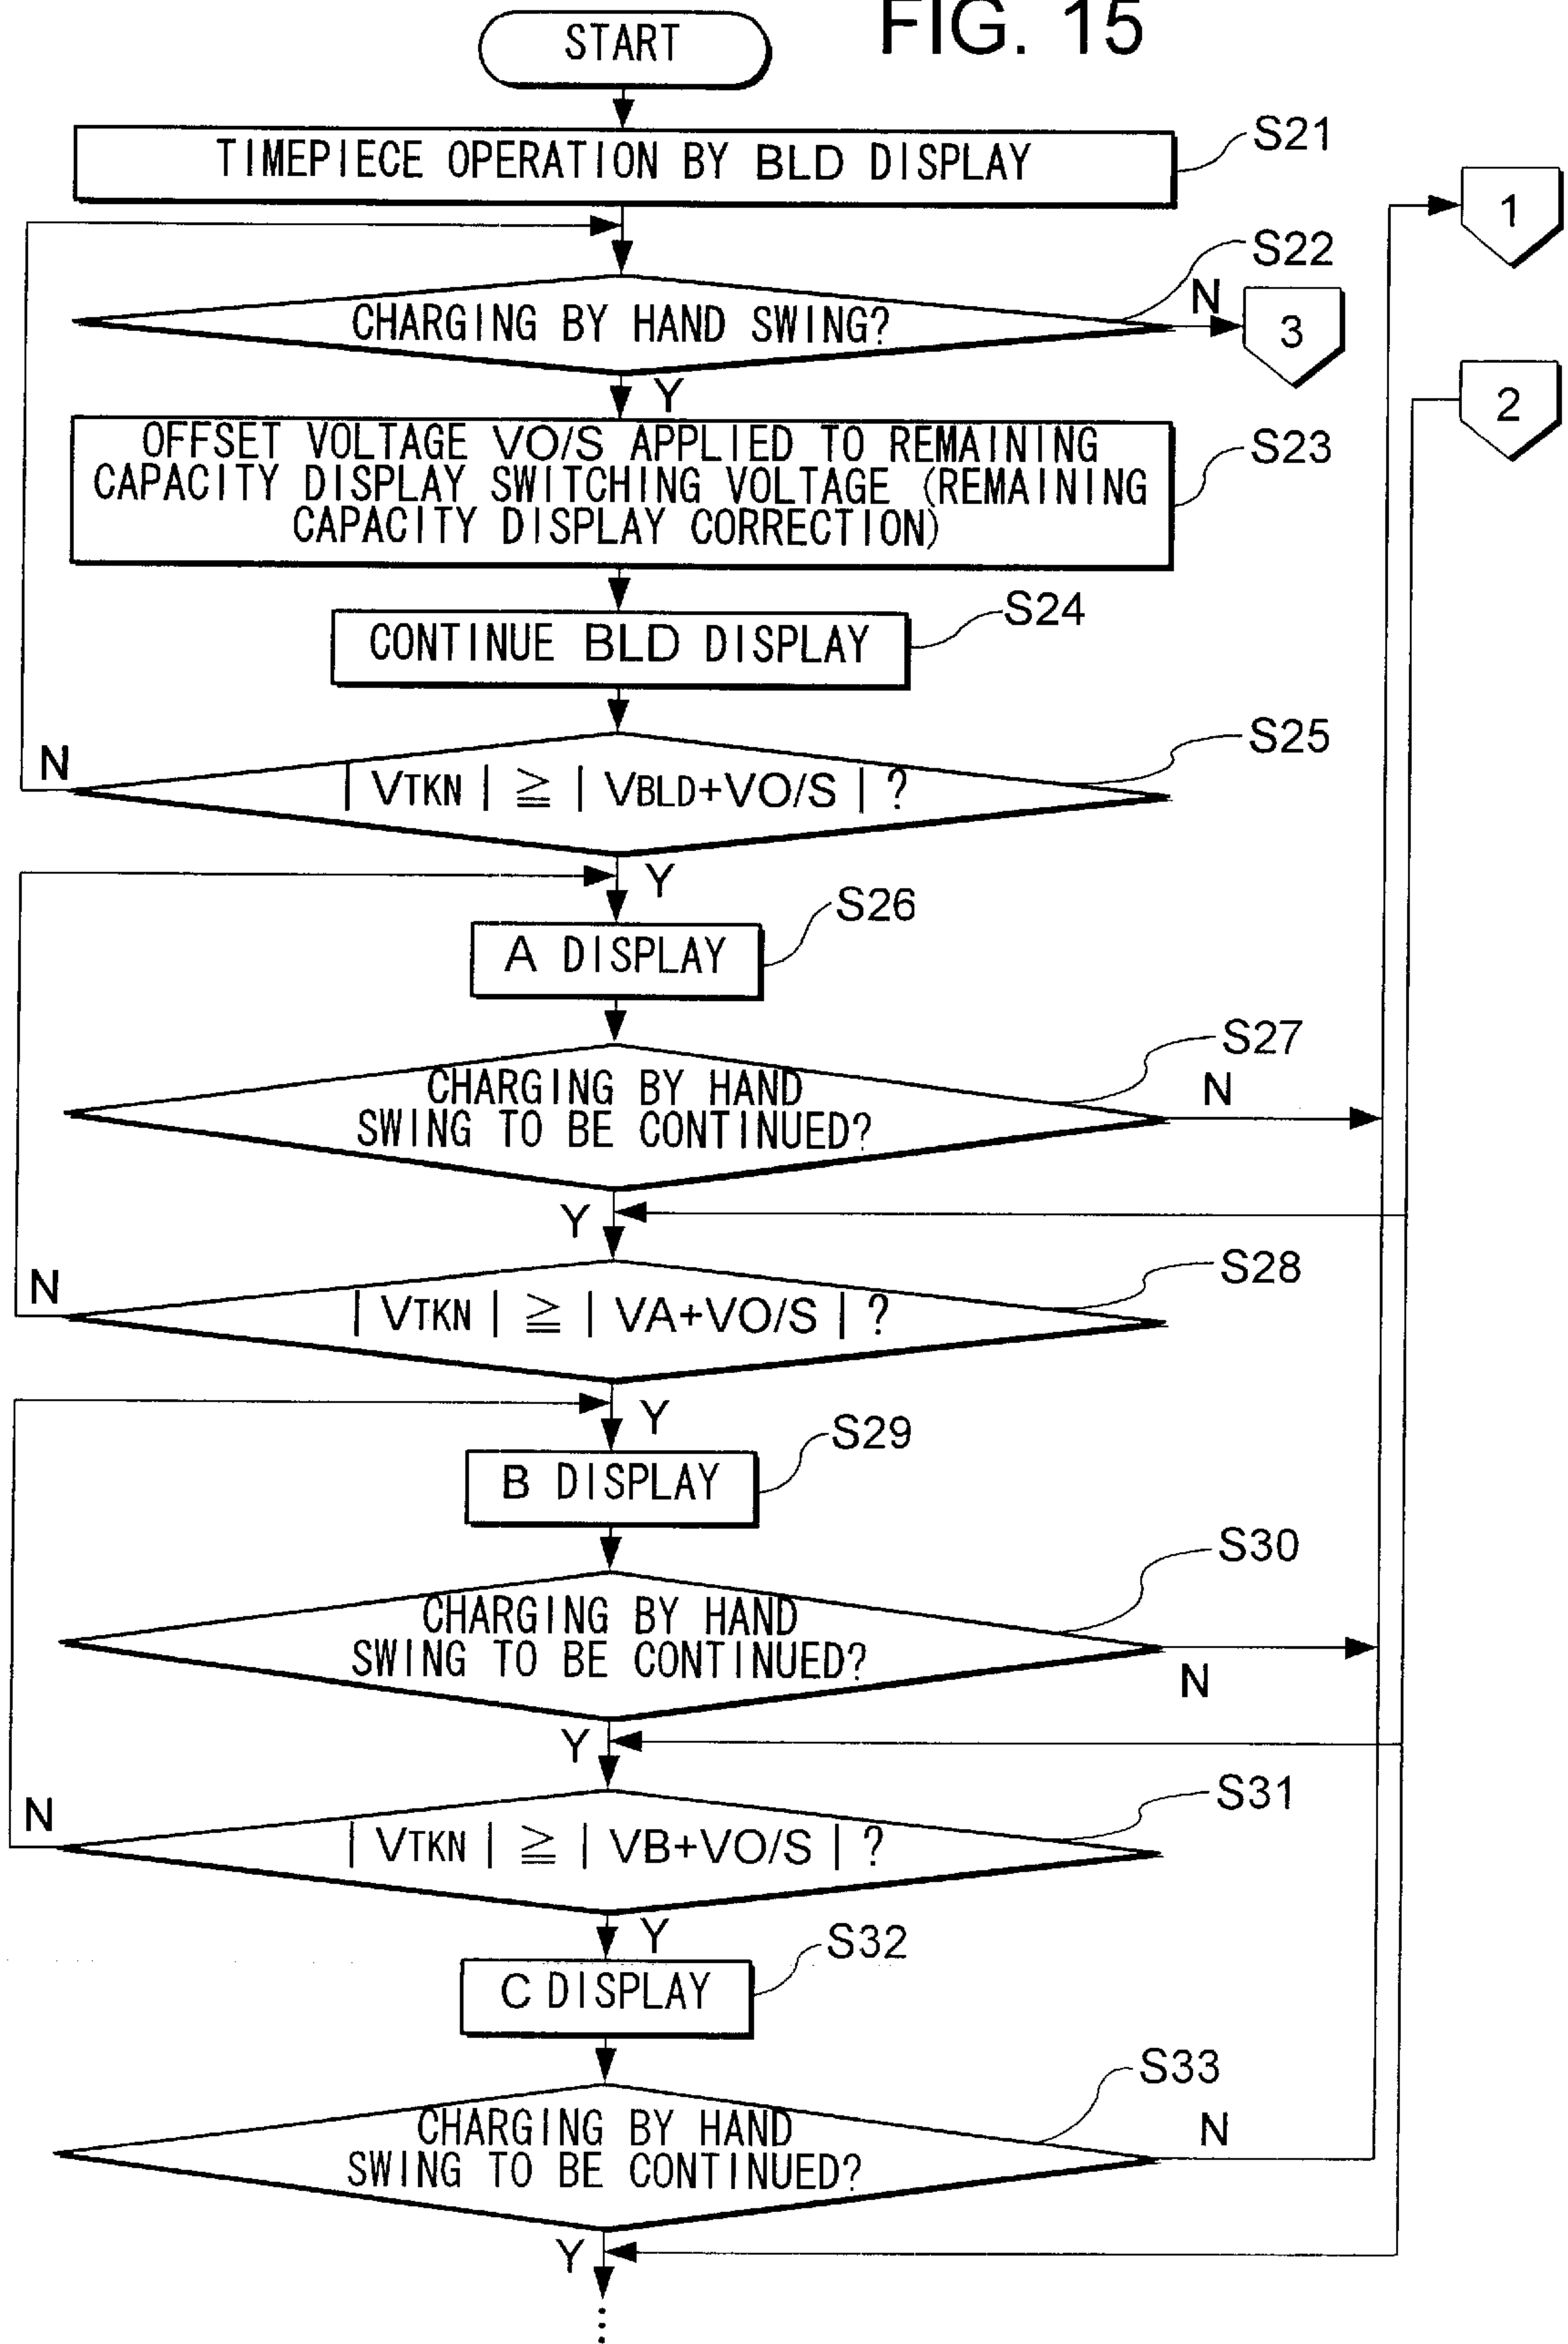 FIG. 15
START
TIMEPIECE OPERATION BY BLD DISPLAY
S21
1
S22
CHARGING BY HAND SWING?
N
3
Y
2
OFFSET VOLTAGE VO/S APPLIED TO REMAINING
CAPACITY DISPLAY SWITCHING VOLTAGE (REMAINING
CAPACITY DISPLAY CORRECTION)
S23
CONTINUE BLD DISPLAY
S24
S25
N
| VTKN | ≧ | VBLD+VO/S | ?
Y
A DISPLAY
S26
S27
CHARGING BY HAND
SWING TO BE CONTINUED?
N
Y
S28
N
| VTKN | ≧ | VA+VO/S | ?
Y
B DISPLAY
S29
S30
CHARGING BY HAND
SWING TO BE CONTINUED?
N
Y
S31
N
| VTKN | ≧ | VB+VO/S | ?
Y
C DISPLAY
S32
S33
CHARGING BY HAND
SWING TO BE CONTINUED?
N
Y